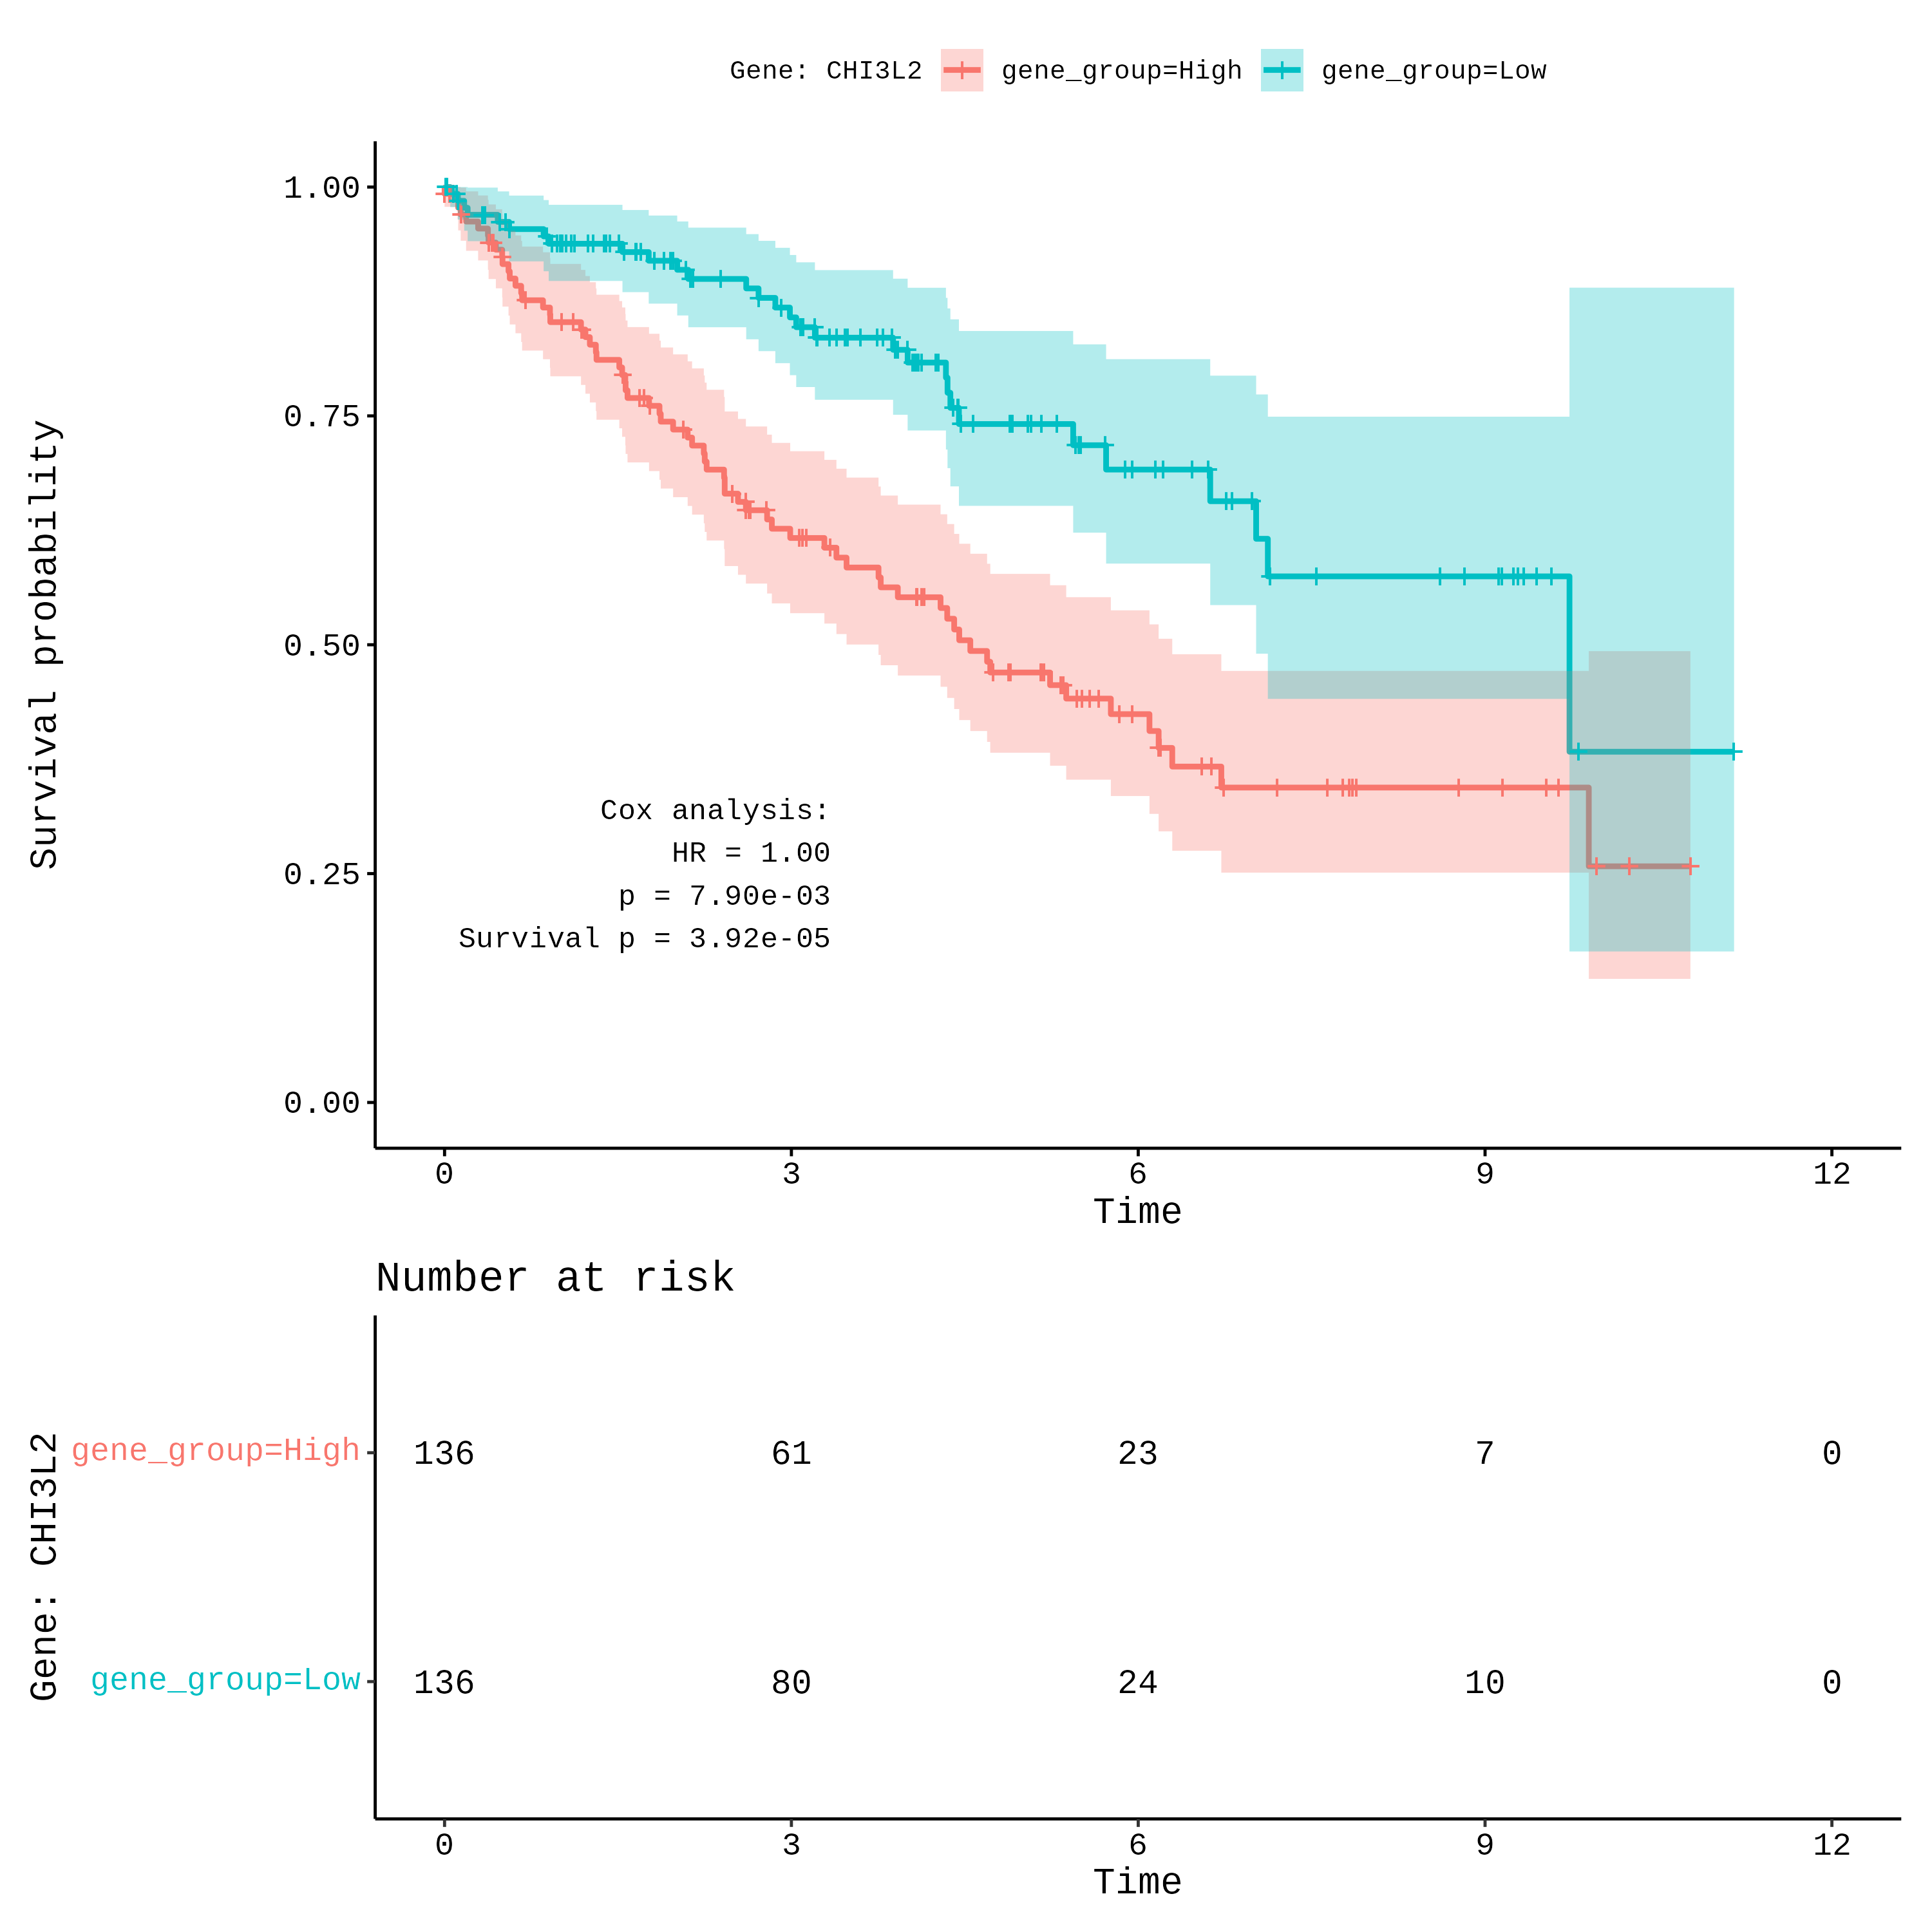 Gene: CHI3L2 gene_group=High gene_group=Low
Survival probability
1.00
0.75
0.50
0.25
0.00
Cox analysis:
HR = 1.00
p = 7.90e-03
Survival p = 3.92e-05
0 3 6 9 12
Time
Number at risk
Gene: CHI3L2
gene_group=High 136 61 23 7 0
gene_group=Low 136 80 24 10 0
0 3 6 9 12
Time